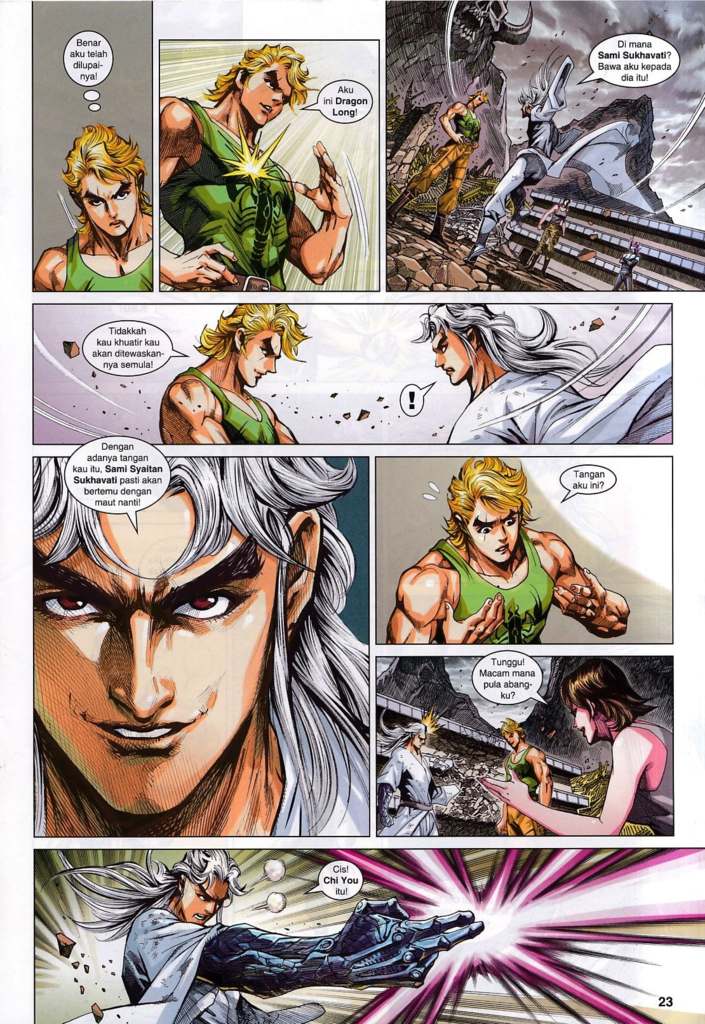 Benar
aku telah
dilupai-
nya!
Aku
ini Dragon
Long!
Di mana
Sami Sukhavati?
Bawa aku kepada
dia itu!
Tidakkah
kau khuatir kau
akan ditewaskan-
nya semula!
!
Dengan
adanya tangan
kau itu, Sami Syaitan
Sukhavati pasti akan
bertemu dengan
maut nanti!
Tangan
aku ini?
Tunggu!
Macam mana
pula abang-
ku?
Cis!
Chi You
itu!
23